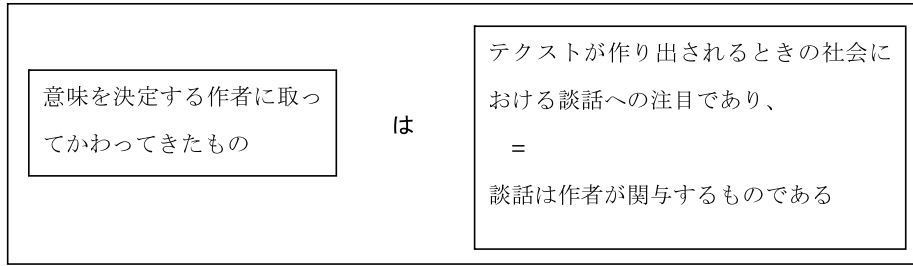 意味を決定する作者に取っ
てかわってきたもの
は
テクストが作り出されるときの社会に
おける談話への注目であり、
＝
談話は作者が関与するものである